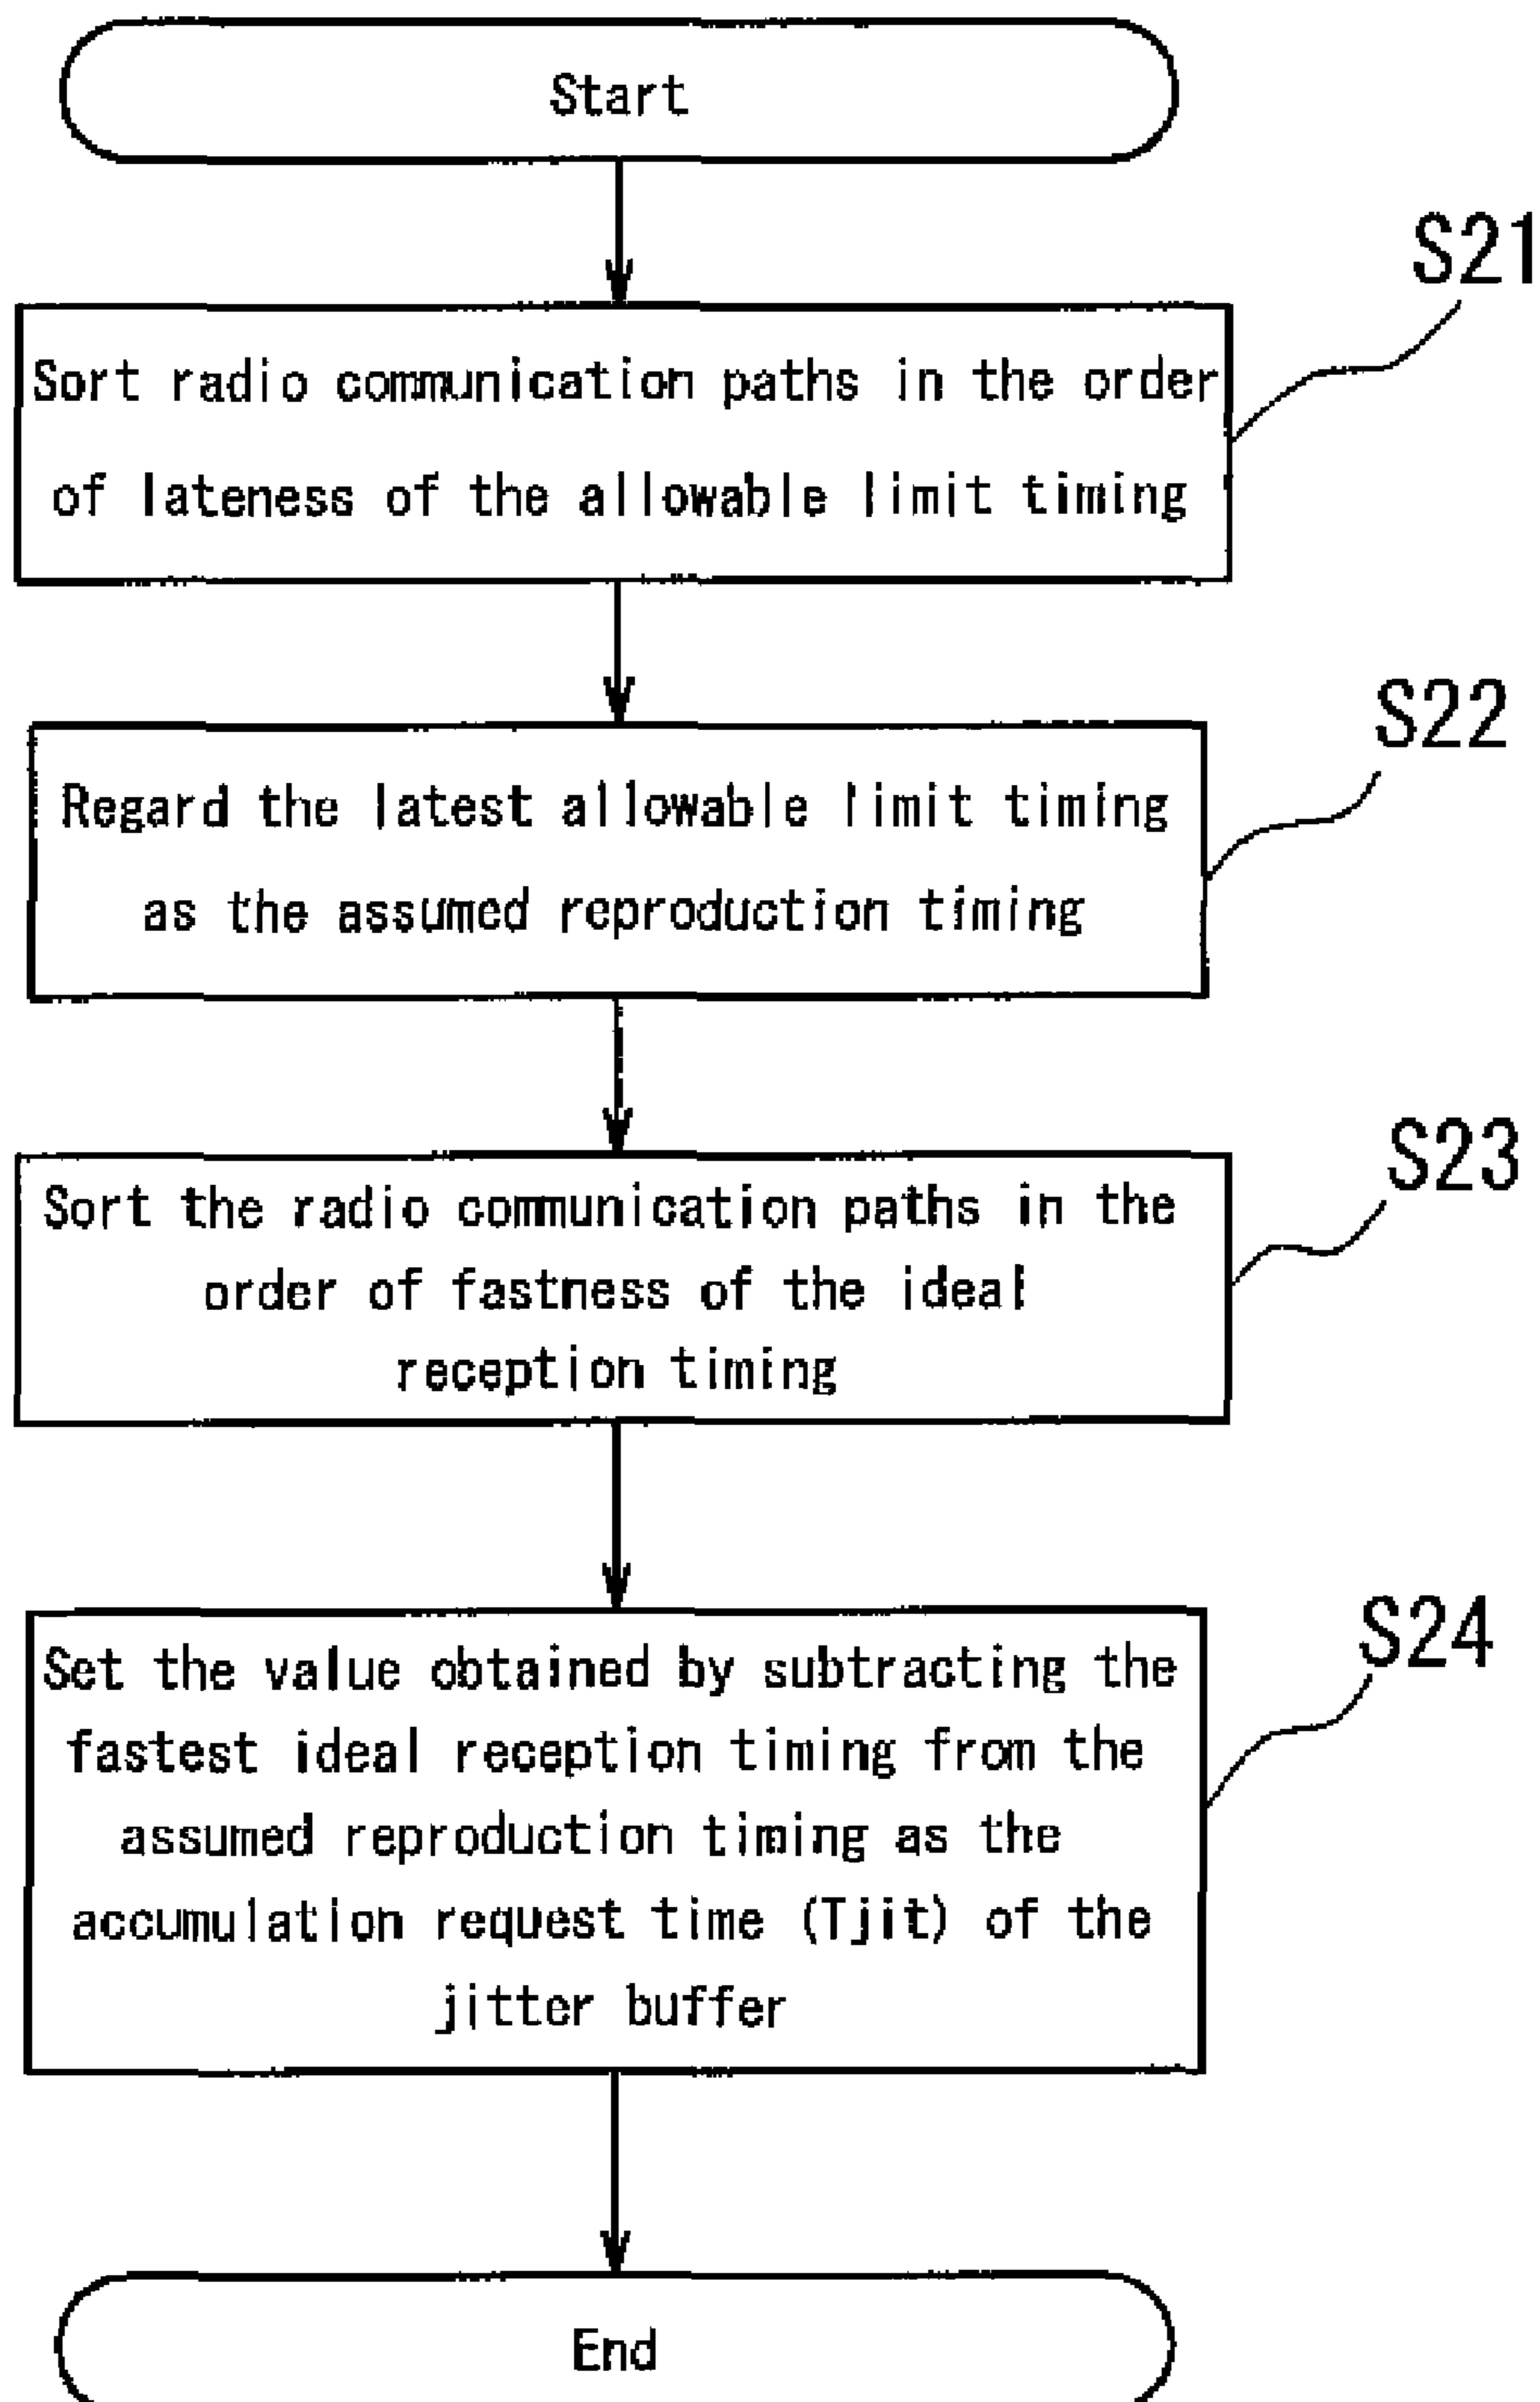 Start
S21
Sort radio communication paths in the order
of lateness of the allowable limit timing
S22
Regard the latest allowable limit timing
as the assumed reproduction timing
S23
Sort the radio communication paths in the
order of fastness of the ideal
reception timing
S24
Set the value obtained by subtracting the
fastest ideal reception timing from the
assumed reproduction timing as the
accumulation request time (Tjit) of the
jitter buffer
End